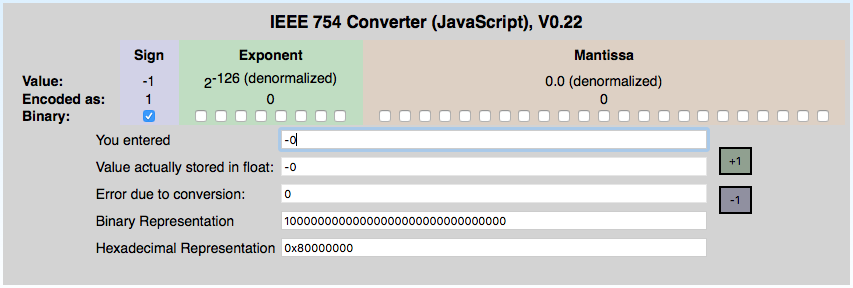 IEEE 754 Converter (JavaScript), V0.22
Sign Exponent Mantissa
Value: -1 2-126 (denormalized) 0.0 (denormalized)
Encoded as: 1 0 0
Binary:
You entered -0
Value actually stored in float: -0
+1
Error due to conversion: 0
-1
Binary Representation 10000000000000000000000000000000
Hexadecimal Representation 0x80000000